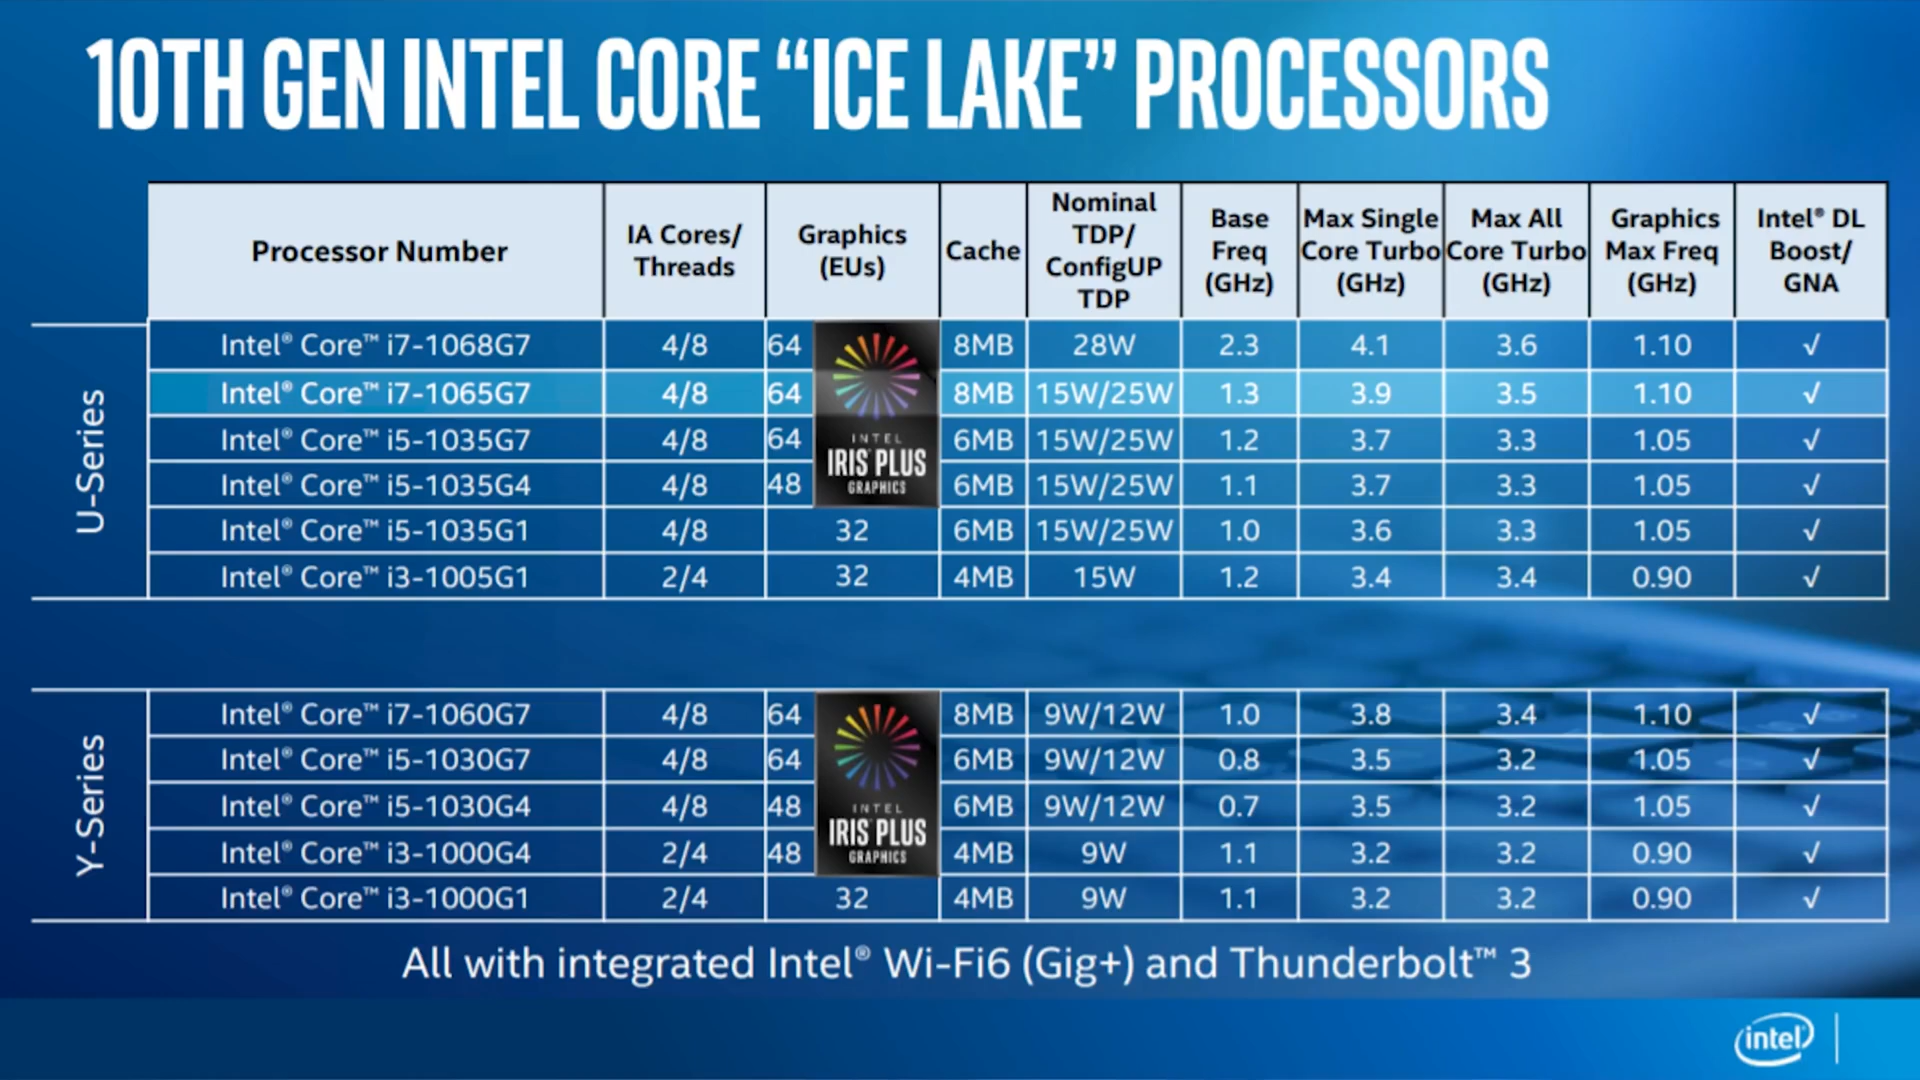 10TH GEN INTEL CORE “ICE LAKE” PROCESSORS
Processor Number IA Cores/ Threads Graphics (EUs) Cache Nominal TDP/ ConfigUP TDP Base Freq (GHz) Max Single Core Turbo (GHz) Max All Core Turbo (GHz) Graphics Max Freq (GHz) Intel® DL Boost/ GNA
U-Series
Intel® Core™ i7-1068G7 4/8 64 8MB 28W 2.3 4.1 3.6 1.10 √
Intel® Core™ i7-1065G7 4/8 64 8MB 15W/25W 1.3 3.9 3.5 1.10 √
Intel® Core™ i5-1035G7 4/8 64 6MB 15W/25W 1.2 3.7 3.3 1.05 √
Intel® Core™ i5-1035G4 4/8 48 6MB 15W/25W 1.1 3.7 3.3 1.05 √
INTEL
IRIS PLUS
GRAPHICS
Intel® Core™ i5-1035G1 4/8 32 6MB 15W/25W 1.0 3.6 3.3 1.05 √
Intel® Core™ i3-1005G1 2/4 32 4MB 15W 1.2 3.4 3.4 0.90 √
Y-Series
Intel® Core™ i7-1060G7 4/8 64 8MB 9W/12W 1.0 3.8 3.4 1.10 √
Intel® Core™ i5-1030G7 4/8 64 6MB 9W/12W 0.8 3.5 3.2 1.05 √
Intel® Core™ i5-1030G4 4/8 48 6MB 9W/12W 0.7 3.5 3.2 1.05 √
Intel® Core™ i3-1000G4 2/4 48 4MB 9W 1.1 3.2 3.2 0.90 √
INTEL
IRIS PLUS
GRAPHICS
Intel® Core™ i3-1000G1 2/4 32 4MB 9W 1.1 3.2 3.2 0.90 √
All with integrated Intel® Wi-Fi6 (Gig+) and Thunderbolt™ 3
intel®